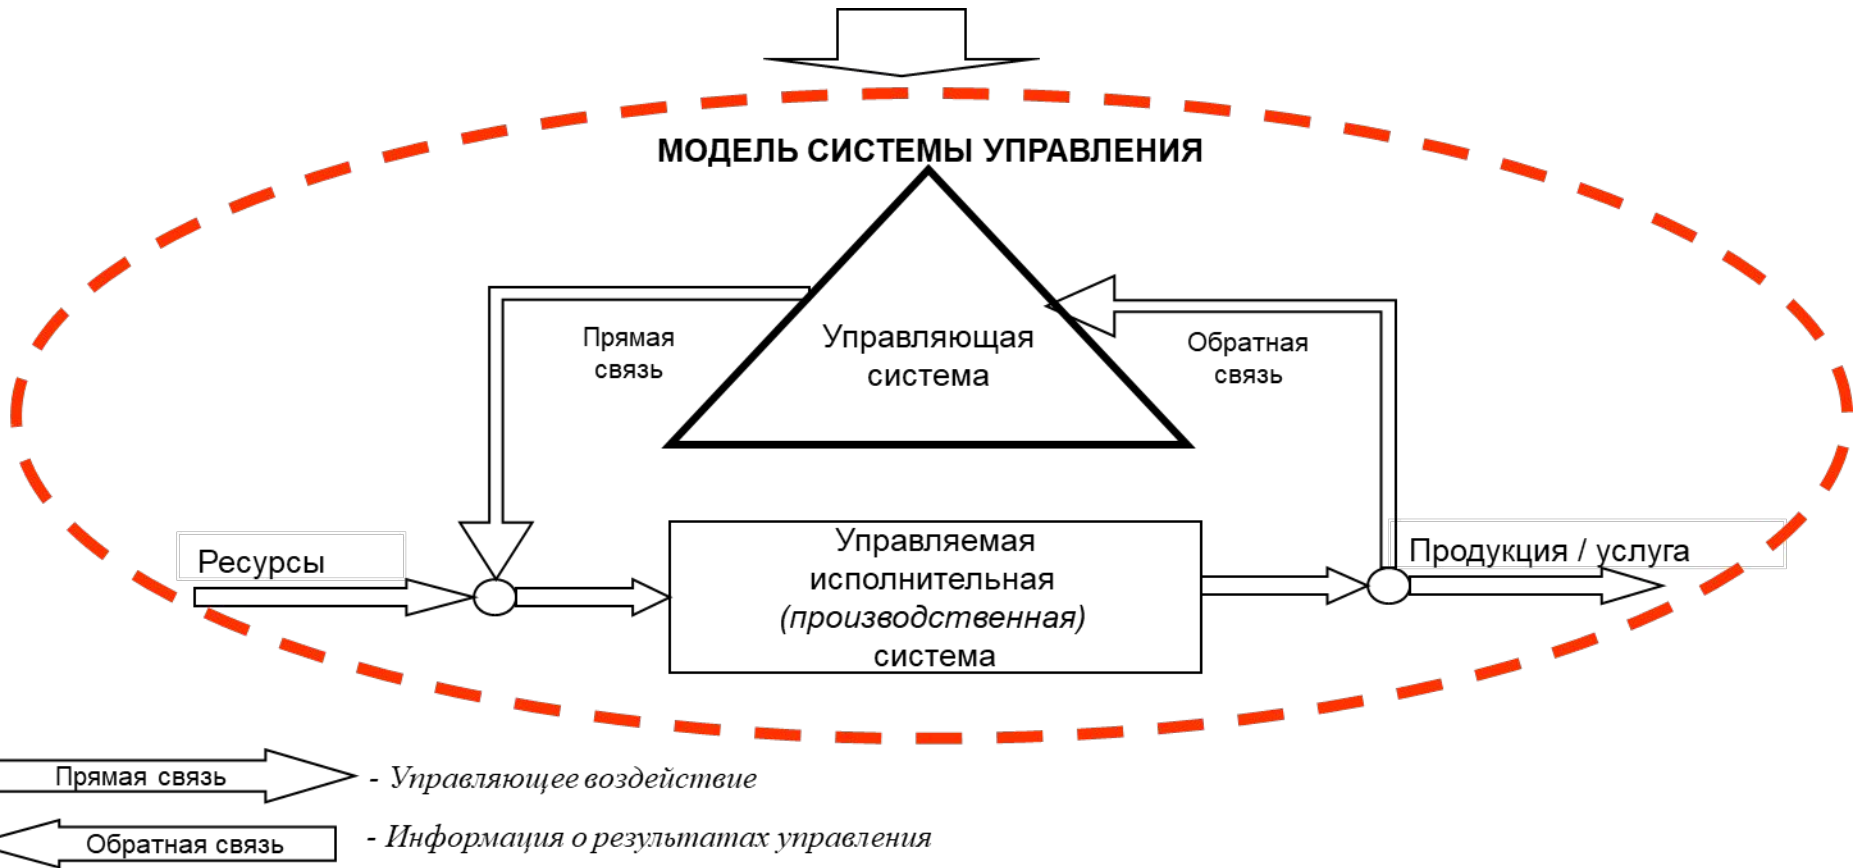 МОДЕЛЬ СИСТЕМЫ УПРАВЛЕНИЯ
Прямая
связь
Управляющая
система
Обратная
связь
Ресурсы
Управляемая
исполнительная
(производственная)
система
Продукция / услуга
Прямая связь
- Управляющее воздействие
Обратная связь
- Информация о результатах управления